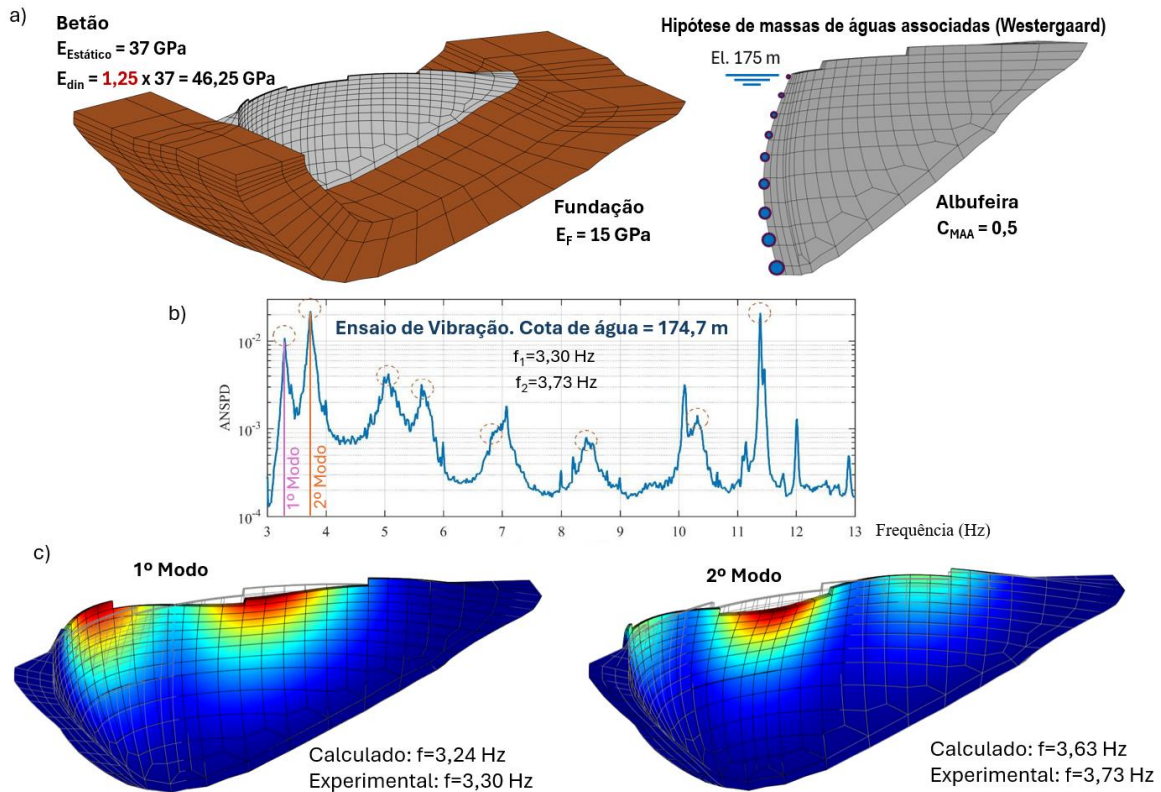 a)
Betão
E_Estático = 37 GPa
E_din = 1,25 x 37 = 46,25 GPa
Fundação
E_F = 15 GPa
Hipótese de massas de águas associadas (Westergaard)
El. 175 m
Albufeira
C_MAA = 0,5
b)
Ensaio de Vibração. Cota de água = 174,7 m
f₁=3,30 Hz
f₂=3,73 Hz
ANSPD
10⁻²
10⁻³
10⁻⁴
1º Modo
2º Modo
3 4 5 6 7 8 9 10 11 12 13
Frequência (Hz)
c)
1º Modo
Calculado: f=3,24 Hz
Experimental: f=3,30 Hz
2º Modo
Calculado: f=3,63 Hz
Experimental: f=3,73 Hz